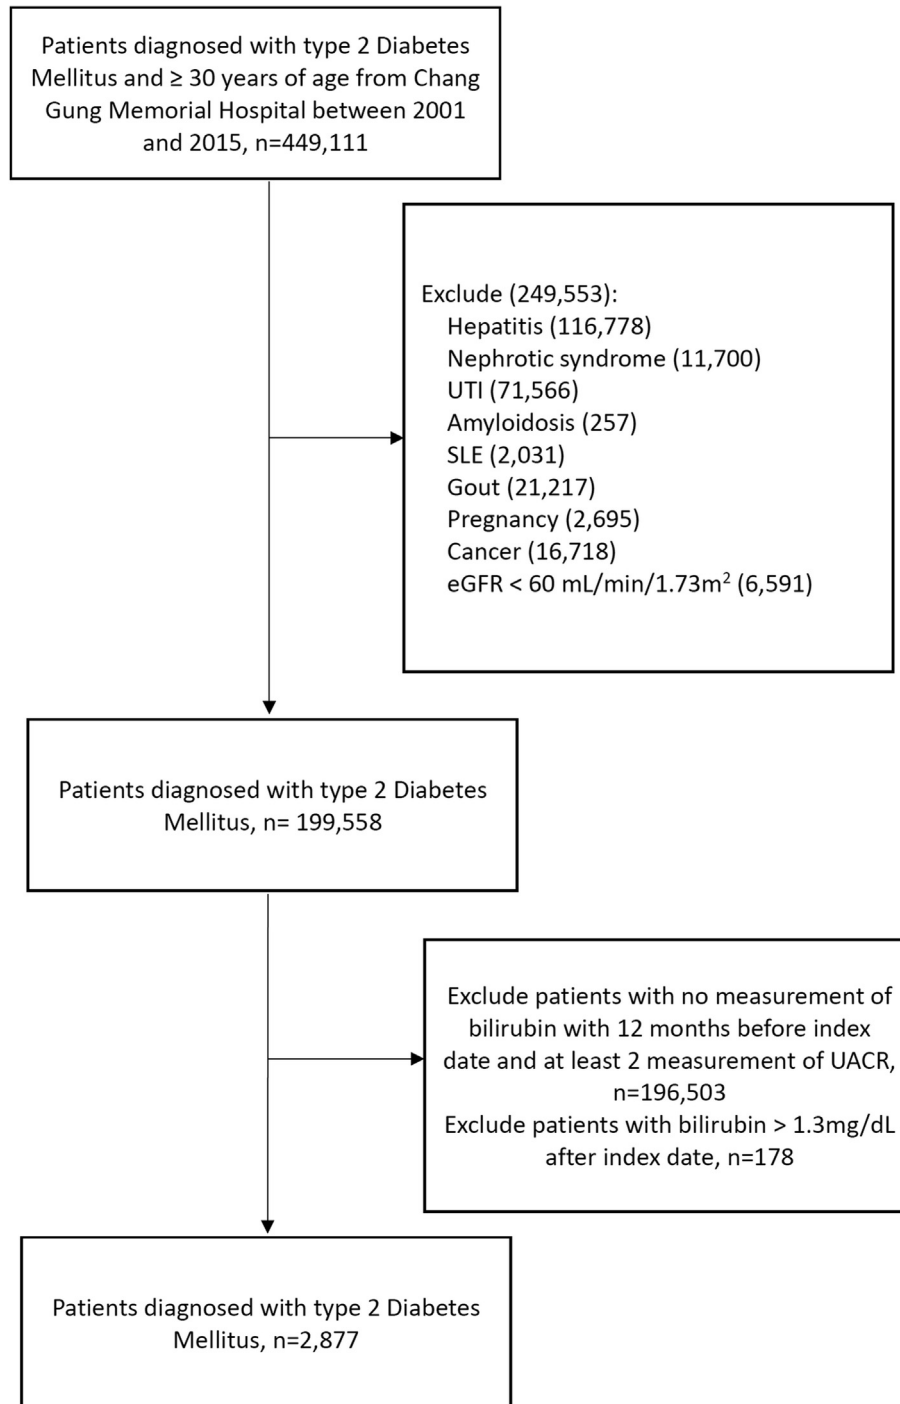 Patients diagnosed with type 2 Diabetes
Mellitus and ≥ 30 years of age from Chang
Gung Memorial Hospital between 2001
and 2015, n=449,111
Exclude (249,553):
Hepatitis (116,778)
Nephrotic syndrome (11,700)
UTI (71,566)
Amyloidosis (257)
SLE (2,031)
Gout (21,217)
Pregnancy (2,695)
Cancer (16,718)
eGFR < 60 mL/min/1.73m² (6,591)
Patients diagnosed with type 2 Diabetes
Mellitus, n= 199,558
Exclude patients with no measurement of
bilirubin with 12 months before index
date and at least 2 measurement of UACR,
n=196,503
Exclude patients with bilirubin > 1.3mg/dL
after index date, n=178
Patients diagnosed with type 2 Diabetes
Mellitus, n=2,877